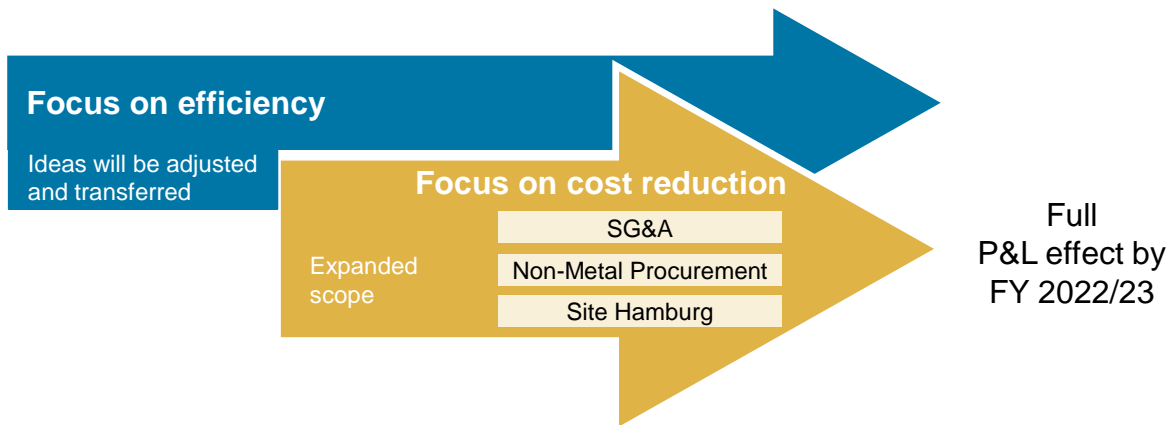 Focus on efficiency
Ideas will be adjusted
and transferred
Focus on cost reduction
Expanded
scope
SG&A
Non-Metal Procurement
Site Hamburg
Full
P&L effect by
FY 2022/23